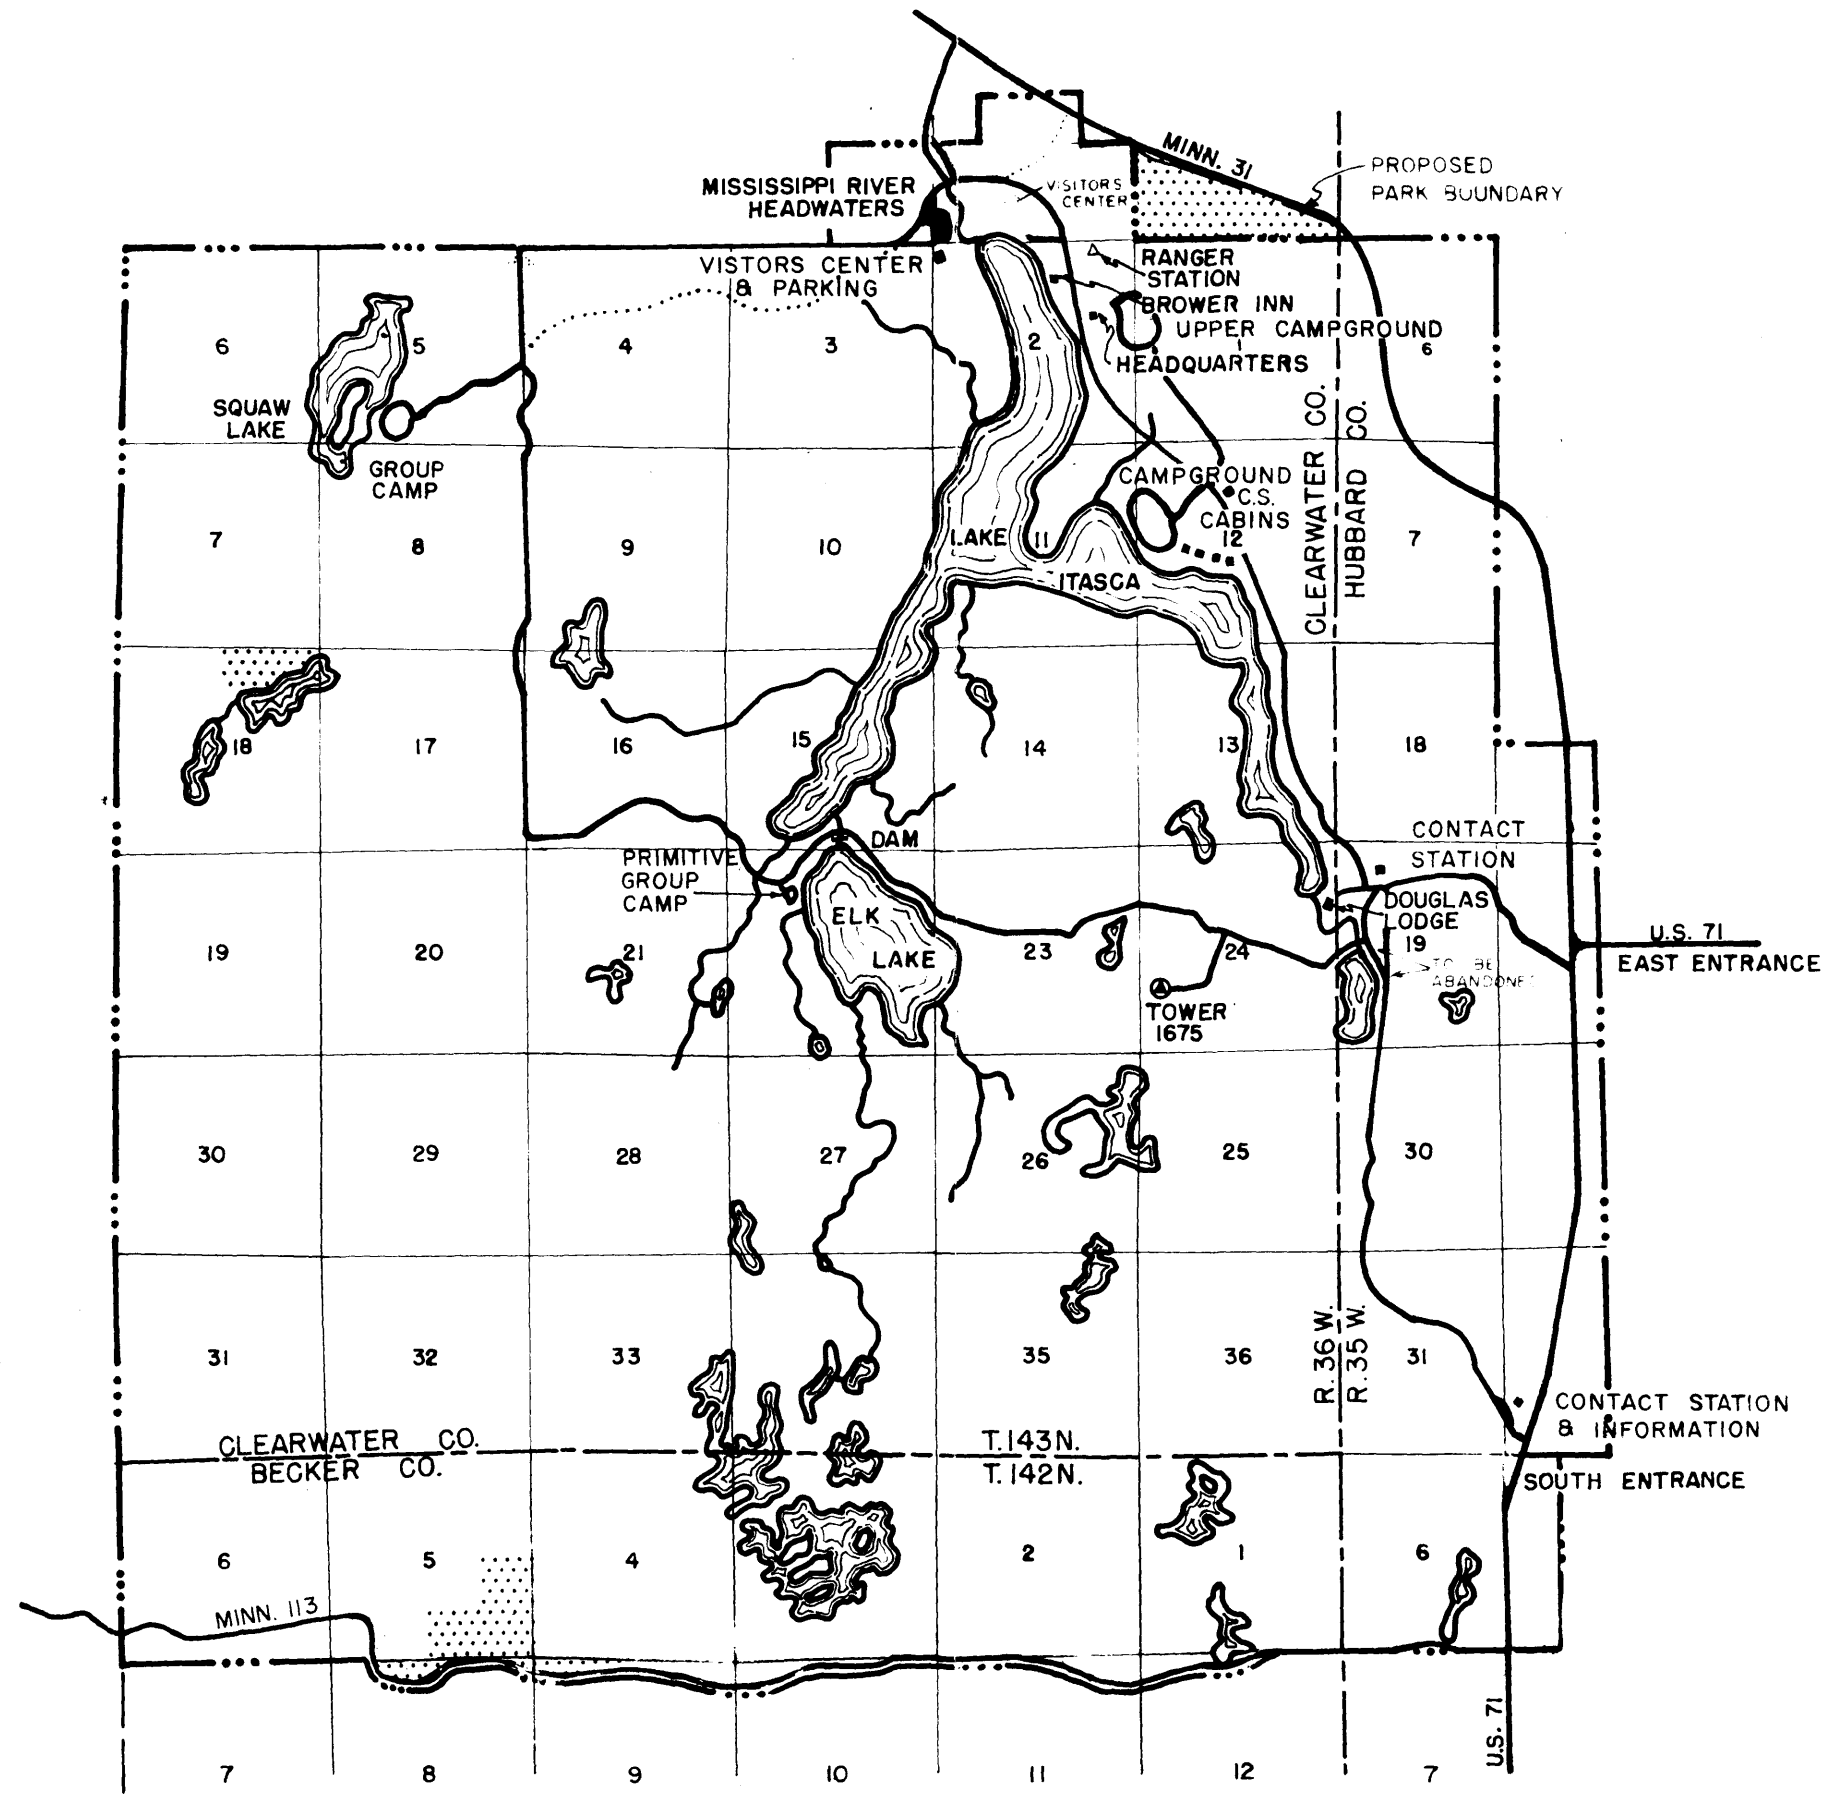 MINN. 31
PROPOSED
PARK BOUNDARY
MISSISSIPPI RIVER
HEADWATERS
VISITORS
CENTER
VISTORS CENTER
& PARKING
RANGER
STATION
BROWER INN
UPPER CAMPGROUND
HEADQUARTERS
6
5
4
3
2
6
SQUAW
LAKE
GROUP
CAMP
CLEARWATER CO.
HUBBARD CO.
CAMPGROUND
C.S.
CABINS
7
8
9
10
LAKE
11
12
7
ITASCA
18
17
16
15
14
13
18
DAM
CONTACT
STATION
PRIMITIVE
GROUP
CAMP
ELK
LAKE
DOUGLAS
LODGE
19
20
21
23
24
19
TO BE
U.S. 71
EAST ENTRANCE
TOWER
1675
30
29
28
27
26
25
30
31
32
33
35
36
31
R. 36 W.
R. 35 W.
CONTACT STATION
& INFORMATION
CLEARWATER CO.
BECKER CO.
T. 143 N.
T. 142 N.
SOUTH ENTRANCE
6
5
4
2
1
6
MINN. 113
U.S. 71
7
8
9
10
11
12
7